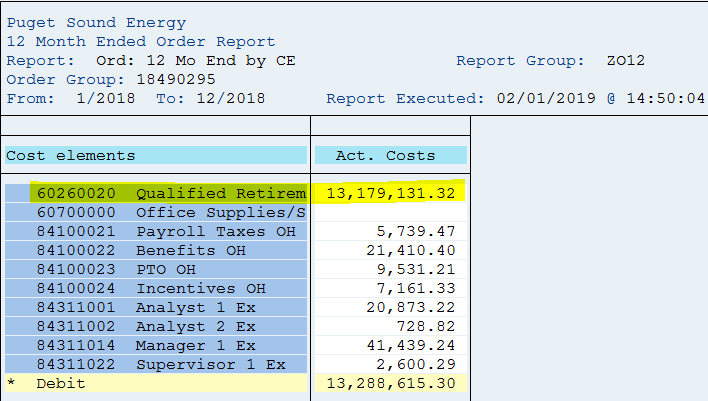 Puget Sound Energy
12 Month Ended Order Report
Report: Ord: 12 Mo End by CE Report Group: ZO12
Order Group: 18490295
From: 1/2018 To: 12/2018 Report Executed: 02/01/2019 @ 14:50:04
Cost elements Act. Costs
60260020 Qualified Retirem 13,179,131.32
60700000 Office Supplies/S
84100021 Payroll Taxes OH 5,739.47
84100022 Benefits OH 21,410.40
84100023 PTO OH 9,531.21
84100024 Incentives OH 7,161.33
84311001 Analyst 1 Ex 20,873.22
84311002 Analyst 2 Ex 728.82
84311014 Manager 1 Ex 41,439.24
84311022 Supervisor 1 Ex 2,600.29
* Debit 13,288,615.30